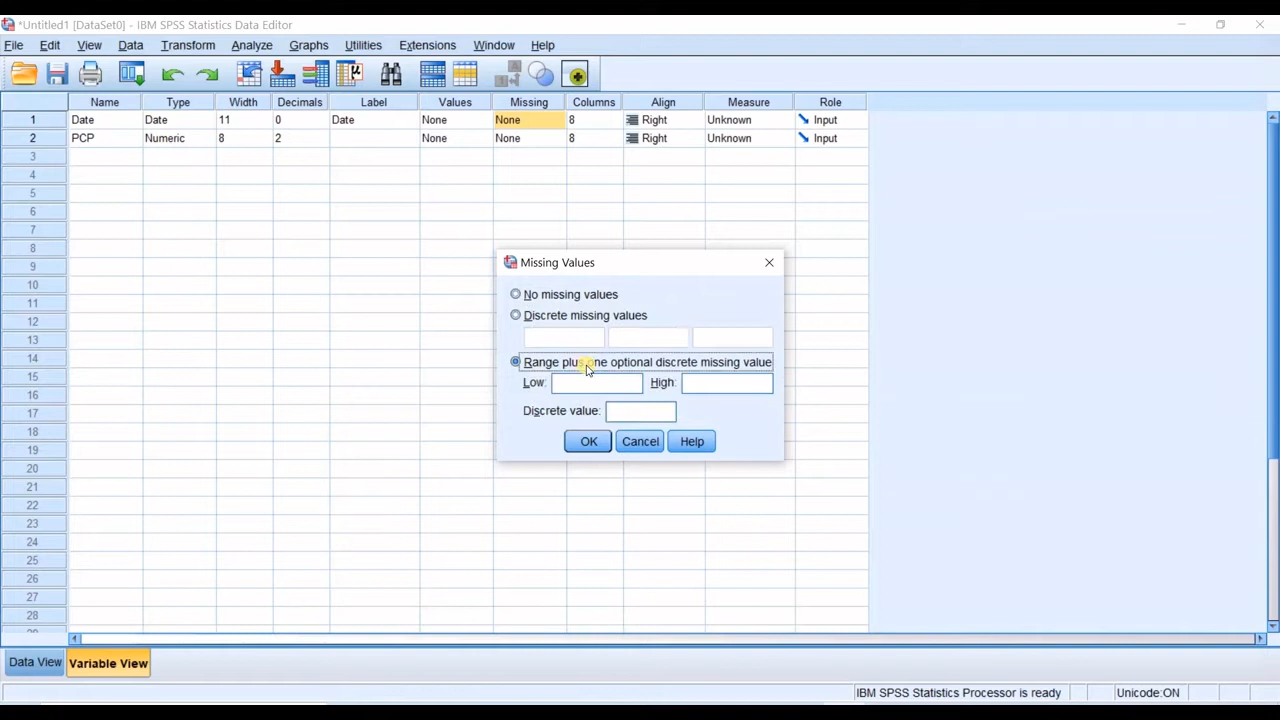 *Untitled1 [DataSet0] - IBM SPSS Statistics Data Editor
File Edit View Data Transform Analyze Graphs Utilities Extensions Window Help
Name Type Width Decimals Label Values Missing Columns Align Measure Role
1 Date Date 11 0 Date None None 8 Right Unknown Input
2 PCP Numeric 8 2 None None 8 Right Unknown Input
3
4
5
6
7
8
9
10
11
12
13
14
15
16
17
18
19
20
21
22
23
24
25
26
27
28
Missing Values
No missing values
Discrete missing values
Range plus one optional discrete missing value
Low: High:
Discrete value:
OK Cancel Help
Data View Variable View
IBM SPSS Statistics Processor is ready Unicode:ON